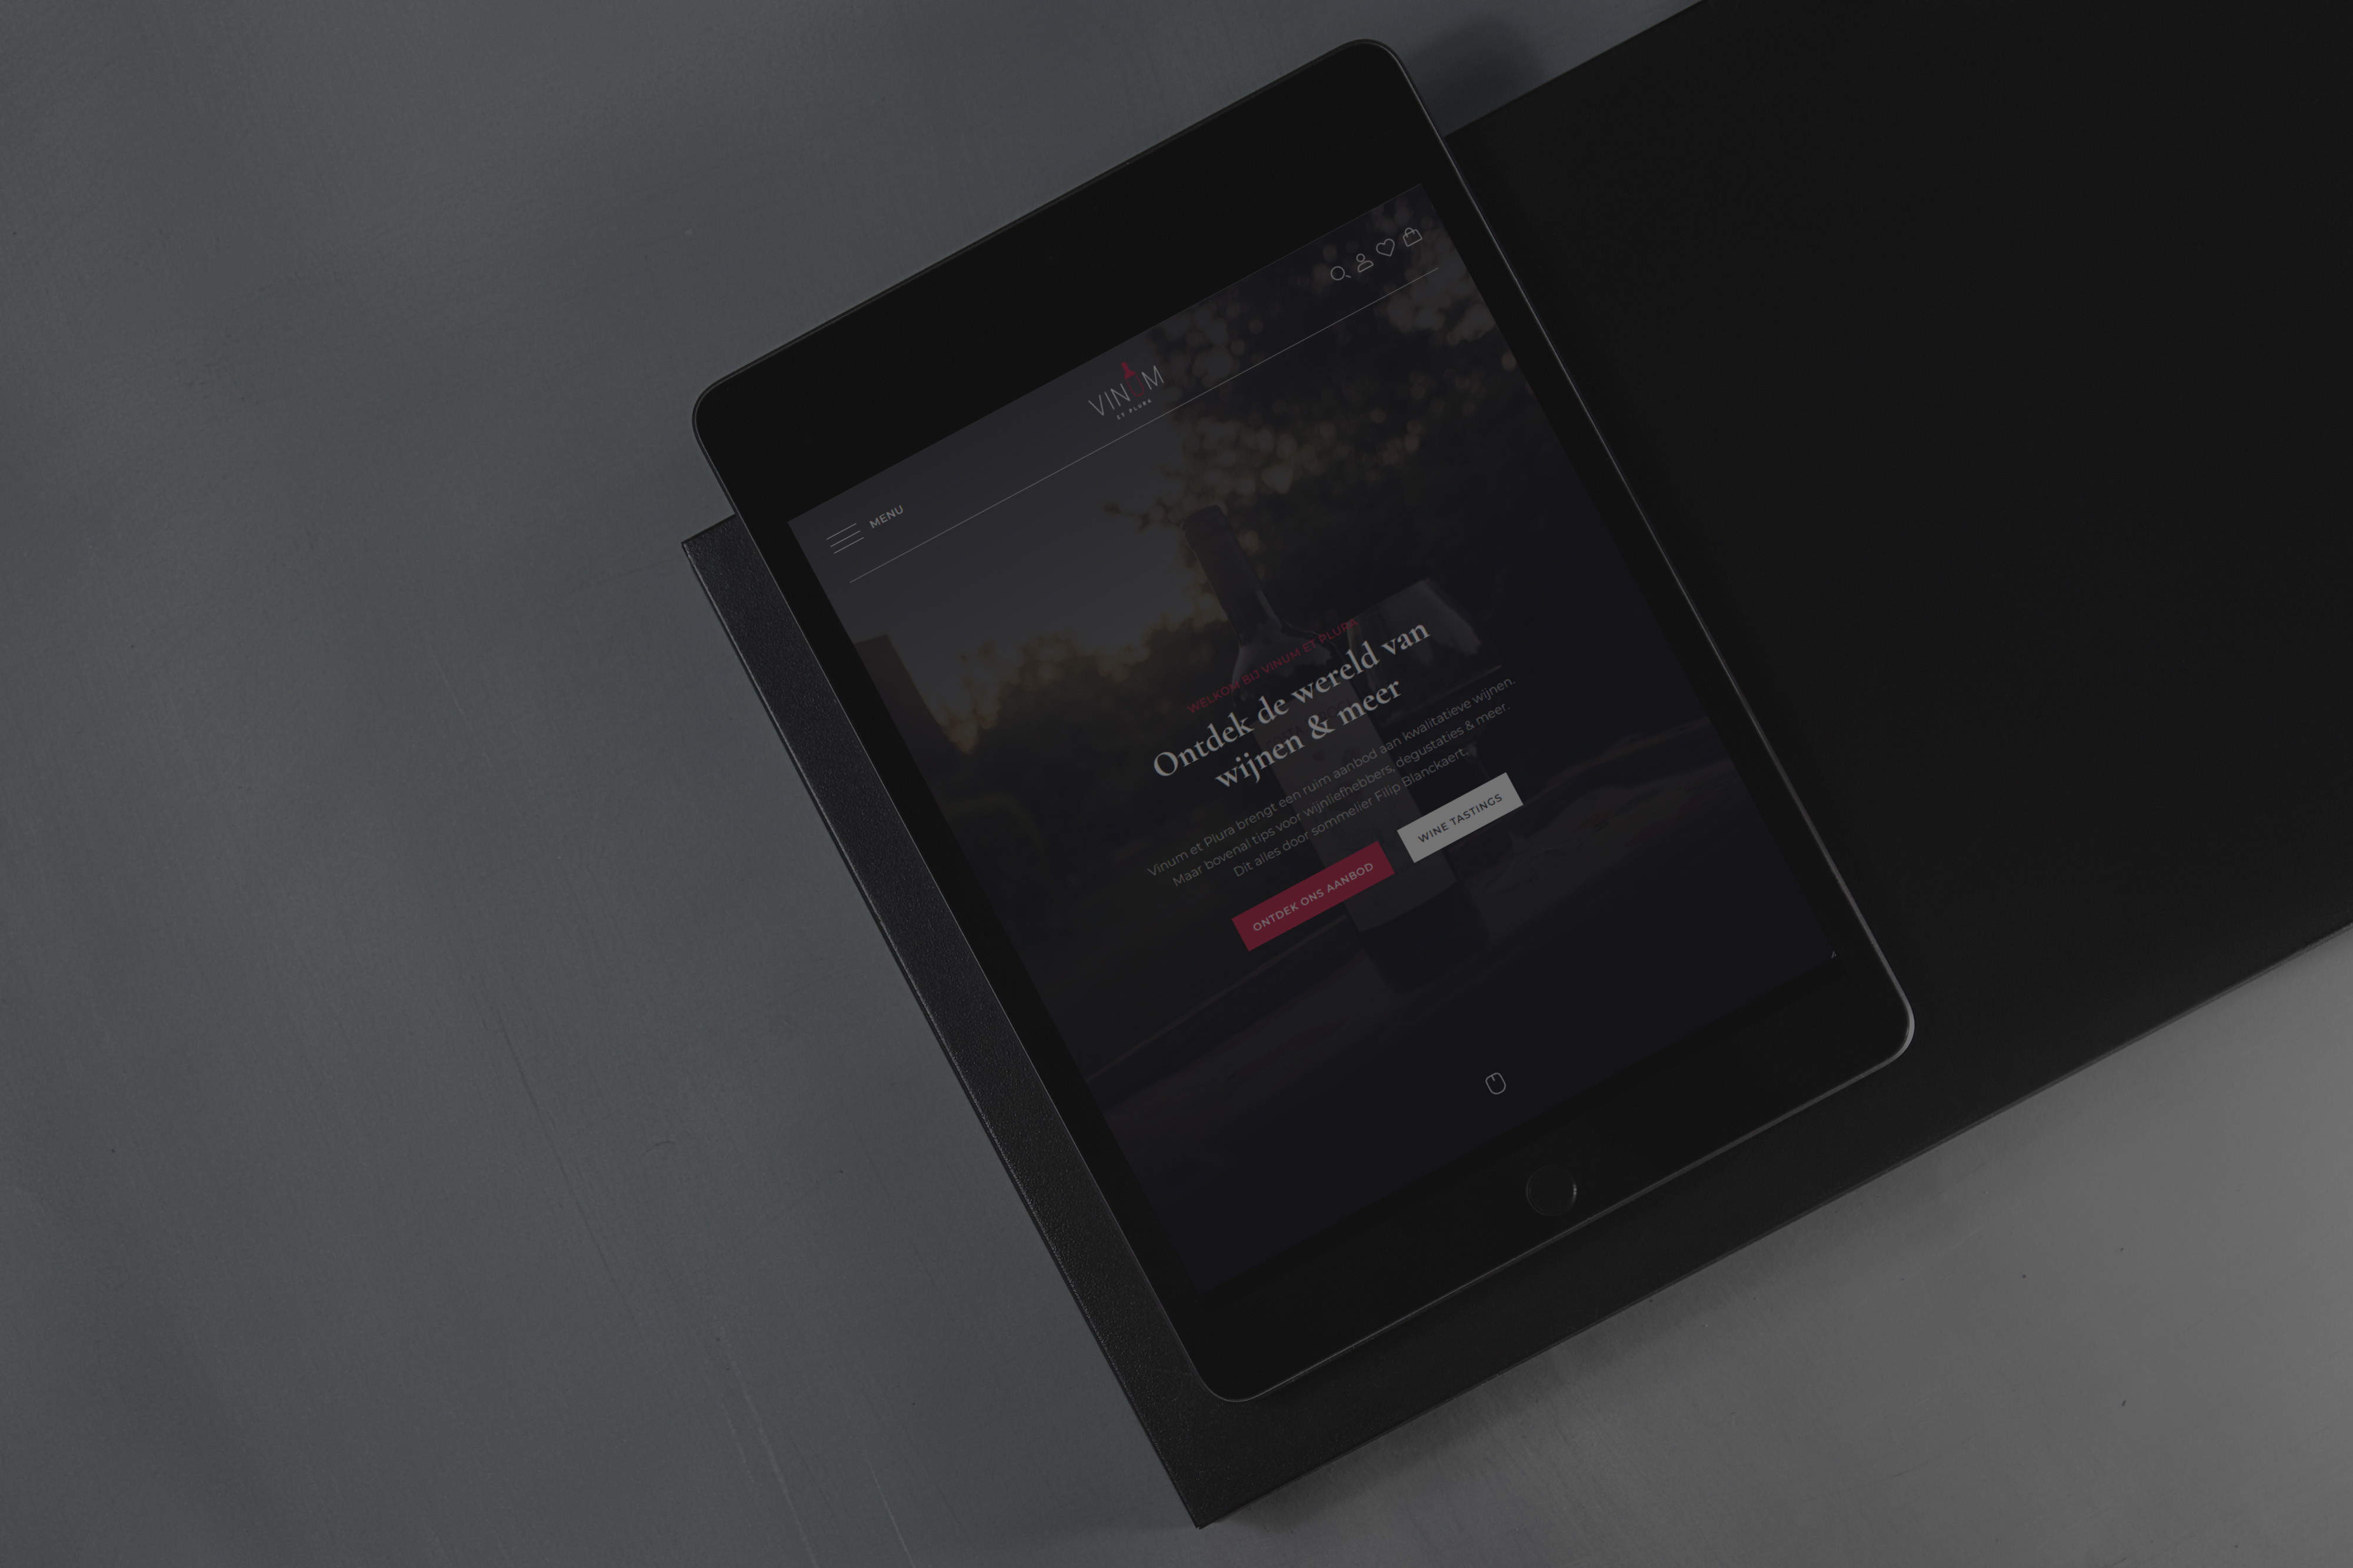 MENU
VINUM
ET PLURA
WELKOM BIJ VINUM ET PLURA
Ontdek de wereld van
wijnen & meer
Vinum et Plura brengt een ruim aanbod aan kwalitatieve wijnen.
Maar bovenal tips voor wijnliefhebbers, degustaties & meer.
Dit alles door sommelier Filip Blanckaert.
ONTDEK ONS AANBOD
WINE TASTINGS